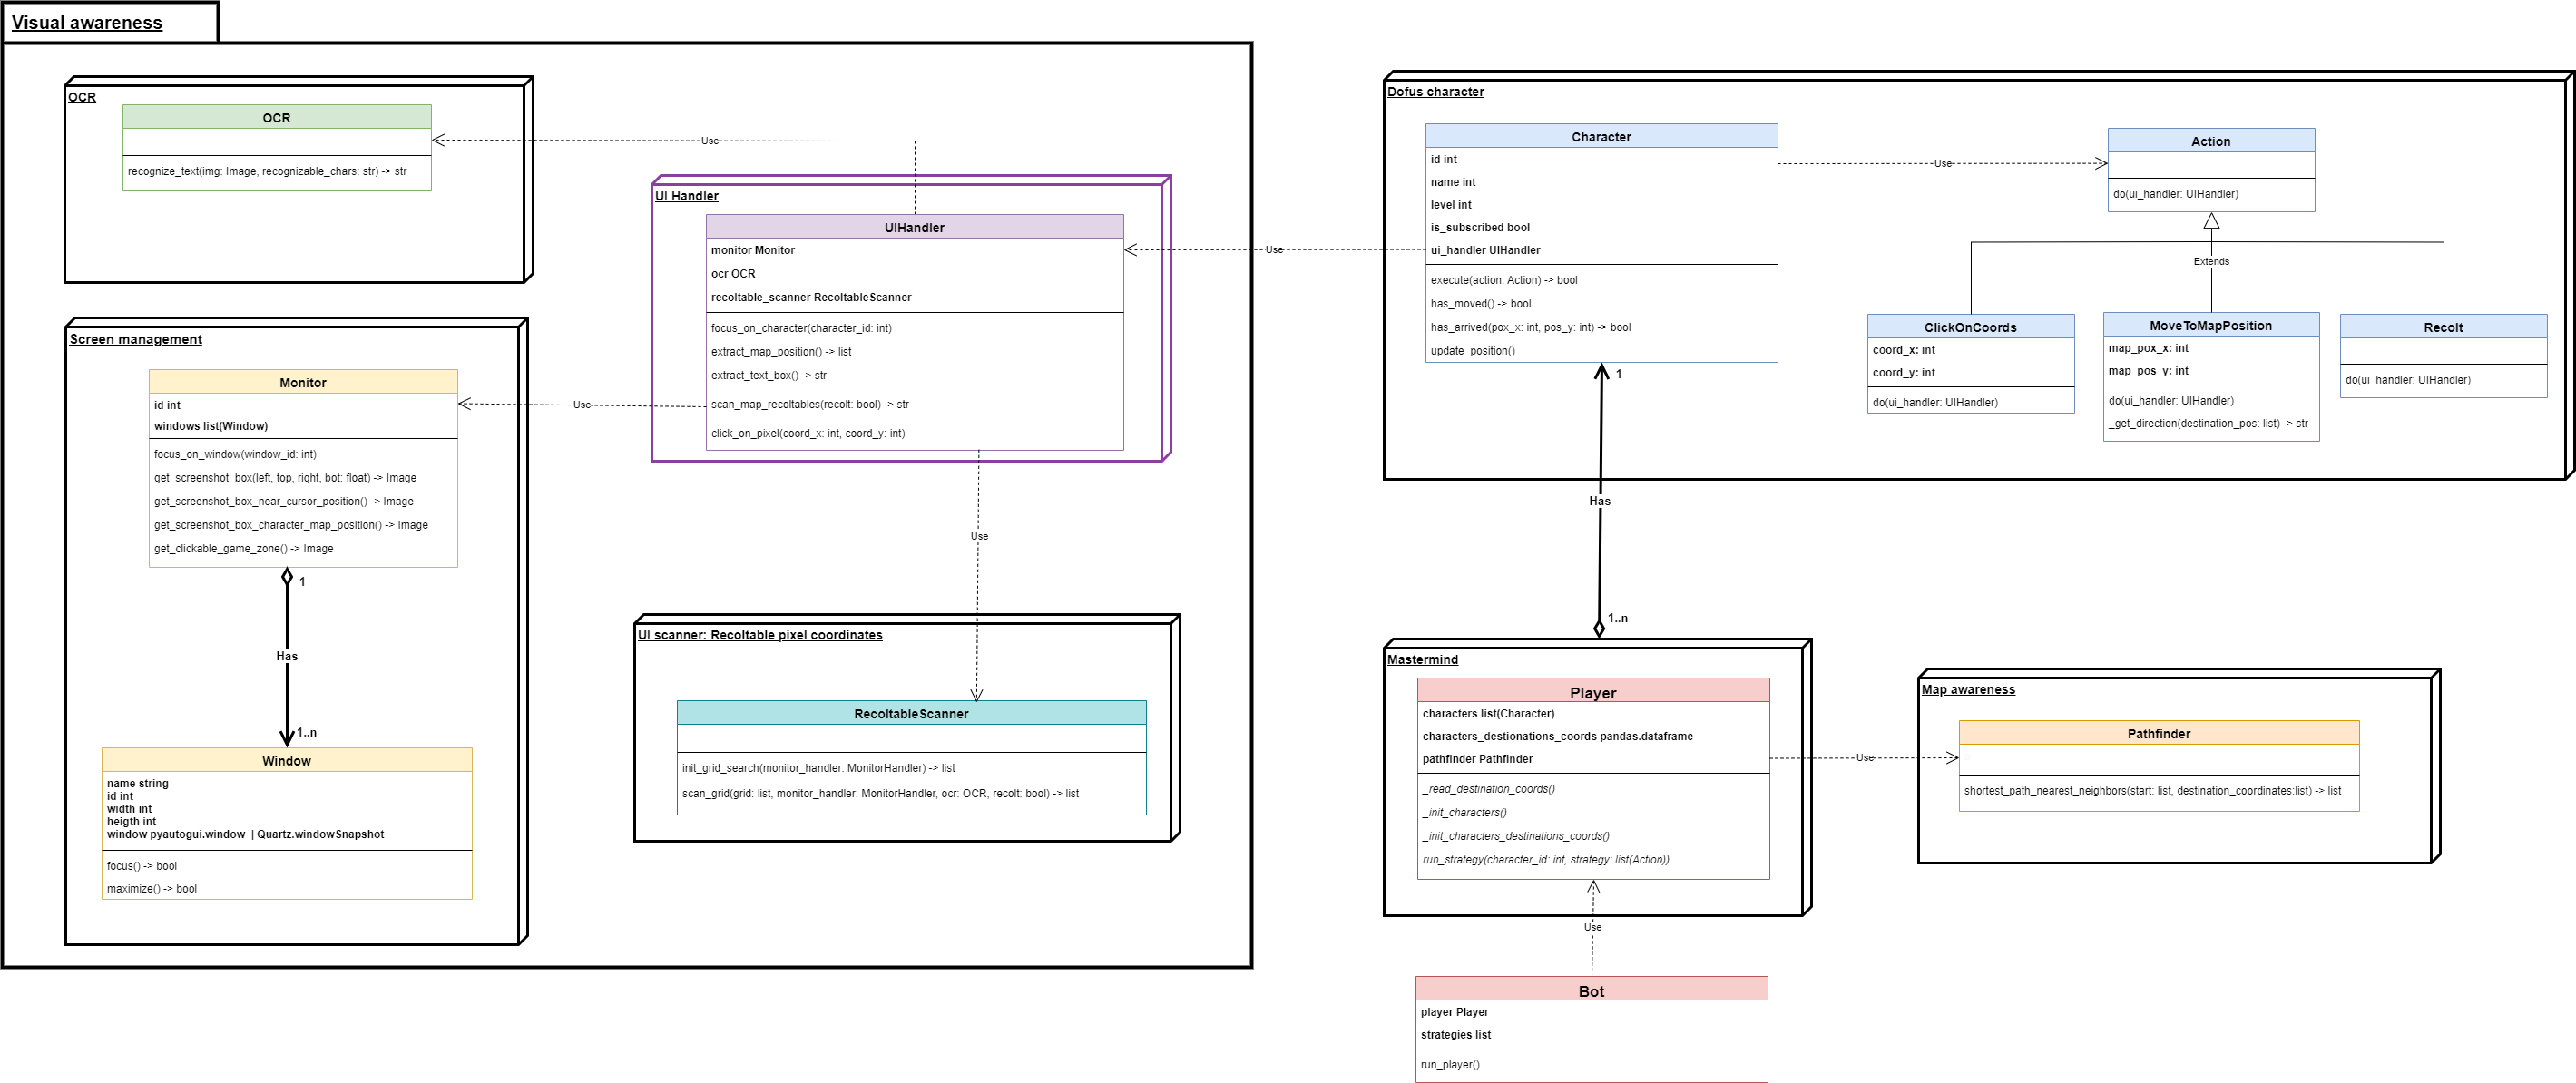 Visual awareness
OCR
OCR
recognize_text(img: Image, recognizable_chars: str) -> str
Use
UI Handler
UIHandler
monitor Monitor
ocr OCR
recoltable_scanner RecoltableScanner
focus_on_character(character_id: int)
extract_map_position() -> list
extract_text_box() -> str
scan_map_recoltables(recolt: bool) -> str
click_on_pixel(coord_x: int, coord_y: int)
Use
Use
Use
Screen management
Monitor
id int
windows list(Window)
focus_on_window(window_id: int)
get_screenshot_box(left, top, right, bot: float) -> Image
get_screenshot_box_near_cursor_position() -> Image
get_screenshot_box_character_map_position() -> Image
get_clickable_game_zone() -> Image
1
Has
1..n
Window
name string
id int
width int
heigth int
window pyautogui.window | Quartz.windowSnapshot
focus() -> bool
maximize() -> bool
UI scanner: Recoltable pixel coordinates
RecoltableScanner
init_grid_search(monitor_handler: MonitorHandler) -> list
scan_grid(grid: list, monitor_handler: MonitorHandler, ocr: OCR, recolt: bool) -> list
Dofus character
Character
id int
name int
level int
is_subscribed bool
ui_handler UIHandler
execute(action: Action) -> bool
has_moved() -> bool
has_arrived(pox_x: int, pos_y: int) -> bool
update_position()
Use
Action
do(ui_handler: UIHandler)
Extends
ClickOnCoords
coord_x: int
coord_y: int
do(ui_handler: UIHandler)
MoveToMapPosition
map_pox_x: int
map_pos_y: int
do(ui_handler: UIHandler)
_get_direction(destination_pos: list) -> str
Recolt
do(ui_handler: UIHandler)
1
Has
1..n
Mastermind
Player
characters list(Character)
characters_destionations_coords pandas.dataframe
pathfinder Pathfinder
_read_destination_coords()
_init_characters()
_init_characters_destinations_coords()
run_strategy(character_id: int, strategy: list(Action))
Use
Map awareness
Pathfinder
shortest_path_nearest_neighbors(start: list, destination_coordinates:list) -> list
Use
Bot
player Player
strategies list
run_player()